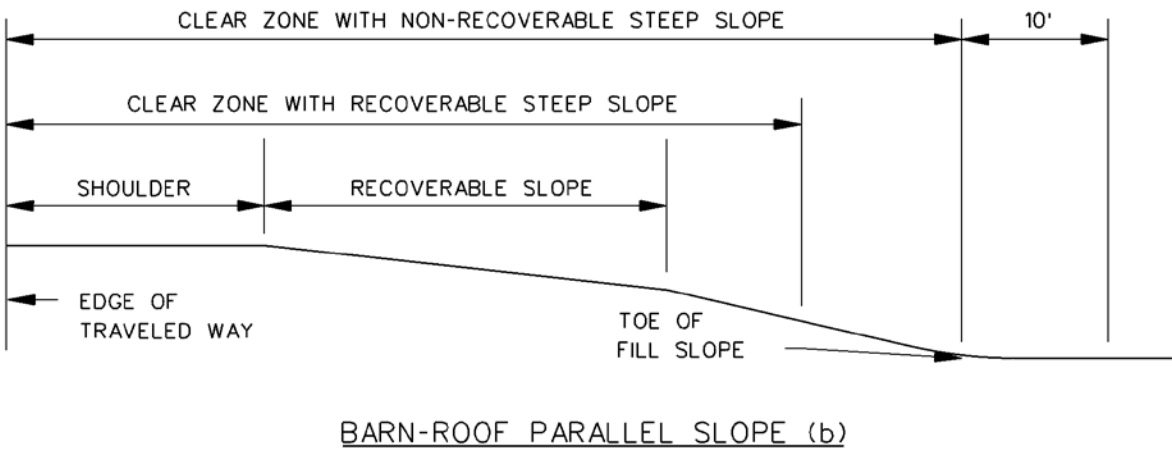 CLEAR ZONE WITH NON-RECOVERABLE STEEP SLOPE
10'
CLEAR ZONE WITH RECOVERABLE STEEP SLOPE
SHOULDER
RECOVERABLE SLOPE
EDGE OF
TRAVELED WAY
TOE OF
FILL SLOPE
BARN-ROOF PARALLEL SLOPE (b)